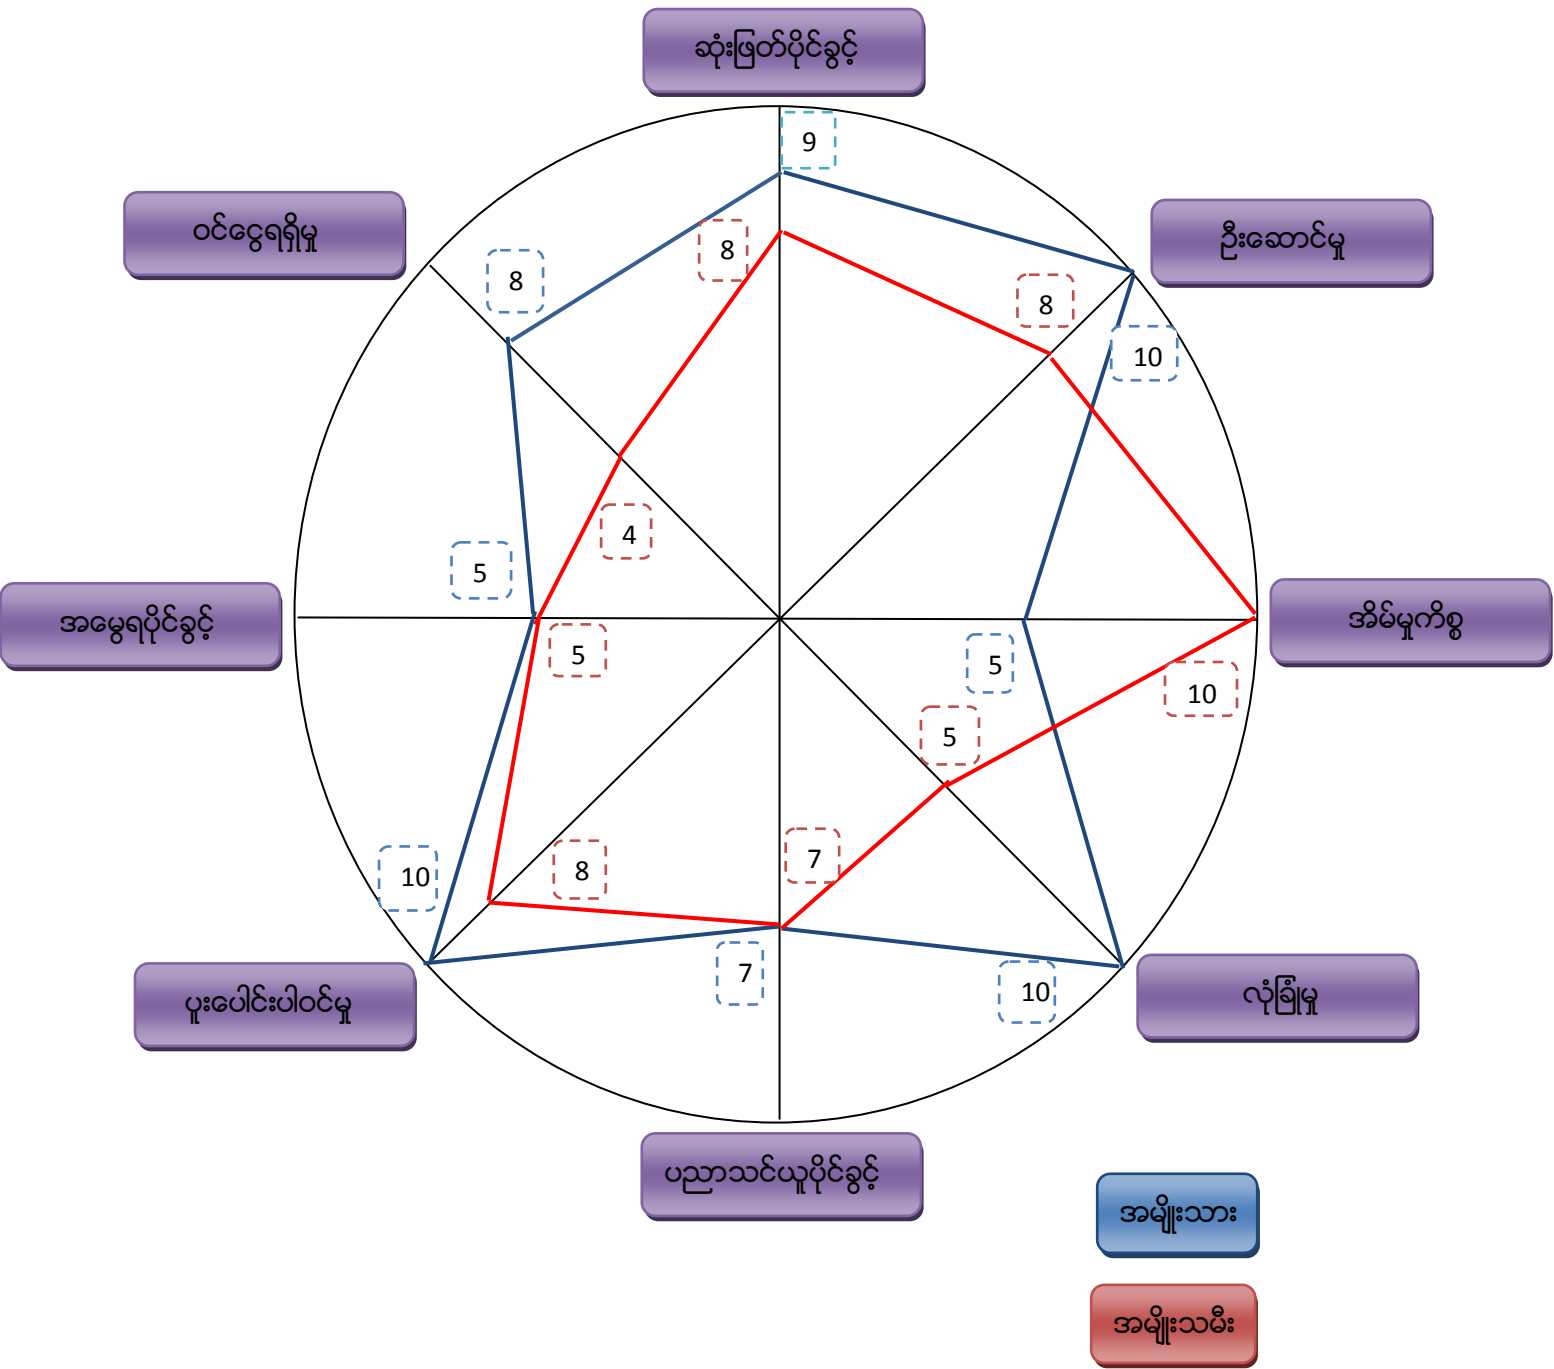 ဆုံးဖြတ်ပိုင်ခွင့်
9
ဝင်ငွေရရှိမှု
ဦးဆောင်မှု
8
8
8
10
4
5
အမွေရပိုင်ခွင့်
အိမ်မှုကိစ္စ
5
5
10
5
7
8
10
7
10
ပူးပေါင်းပါဝင်မှု
လုံခြုံမှု
ပညာသင်ယူပိုင်ခွင့်
အမျိုးသား
အမျိုးသမီး